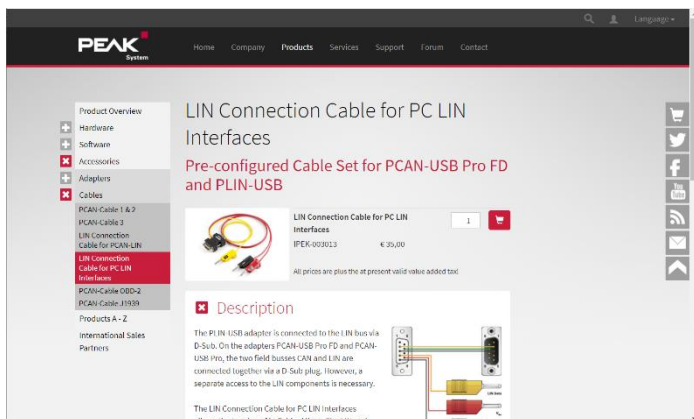 Language
PEAK
System
Home Company Products Services Support Forum Contact
Product Overview
Hardware
Software
Accessories
Adapters
Cables
PCAN-Cable 1 & 2
PCAN-Cable 3
LIN Connection
Cable for PCAN-LIN
LIN Connection
Cable for PC LIN
Interfaces
PCAN-Cable OBD-2
PCAN-Cable J1939
Products A - Z
International Sales
Partners
LIN Connection Cable for PC LIN
Interfaces
Pre-configured Cable Set for PCAN-USB Pro FD
and PLIN-USB
LIN Connection Cable for PC LIN
Interfaces
1
IPEK-003013 € 35,00
All prices are plus the at present valid value added tax!
Description
The PLIN-USB adapter is connected to the LIN bus via
D-Sub. On the adapters PCAN-USB Pro FD and PCAN-
USB Pro, the two field busses CAN and LIN are
connected together via a D-Sub plug. However, a
separate access to the LIN components is necessary.
The LIN Connection Cable for PC LIN Interfaces
You
Tube